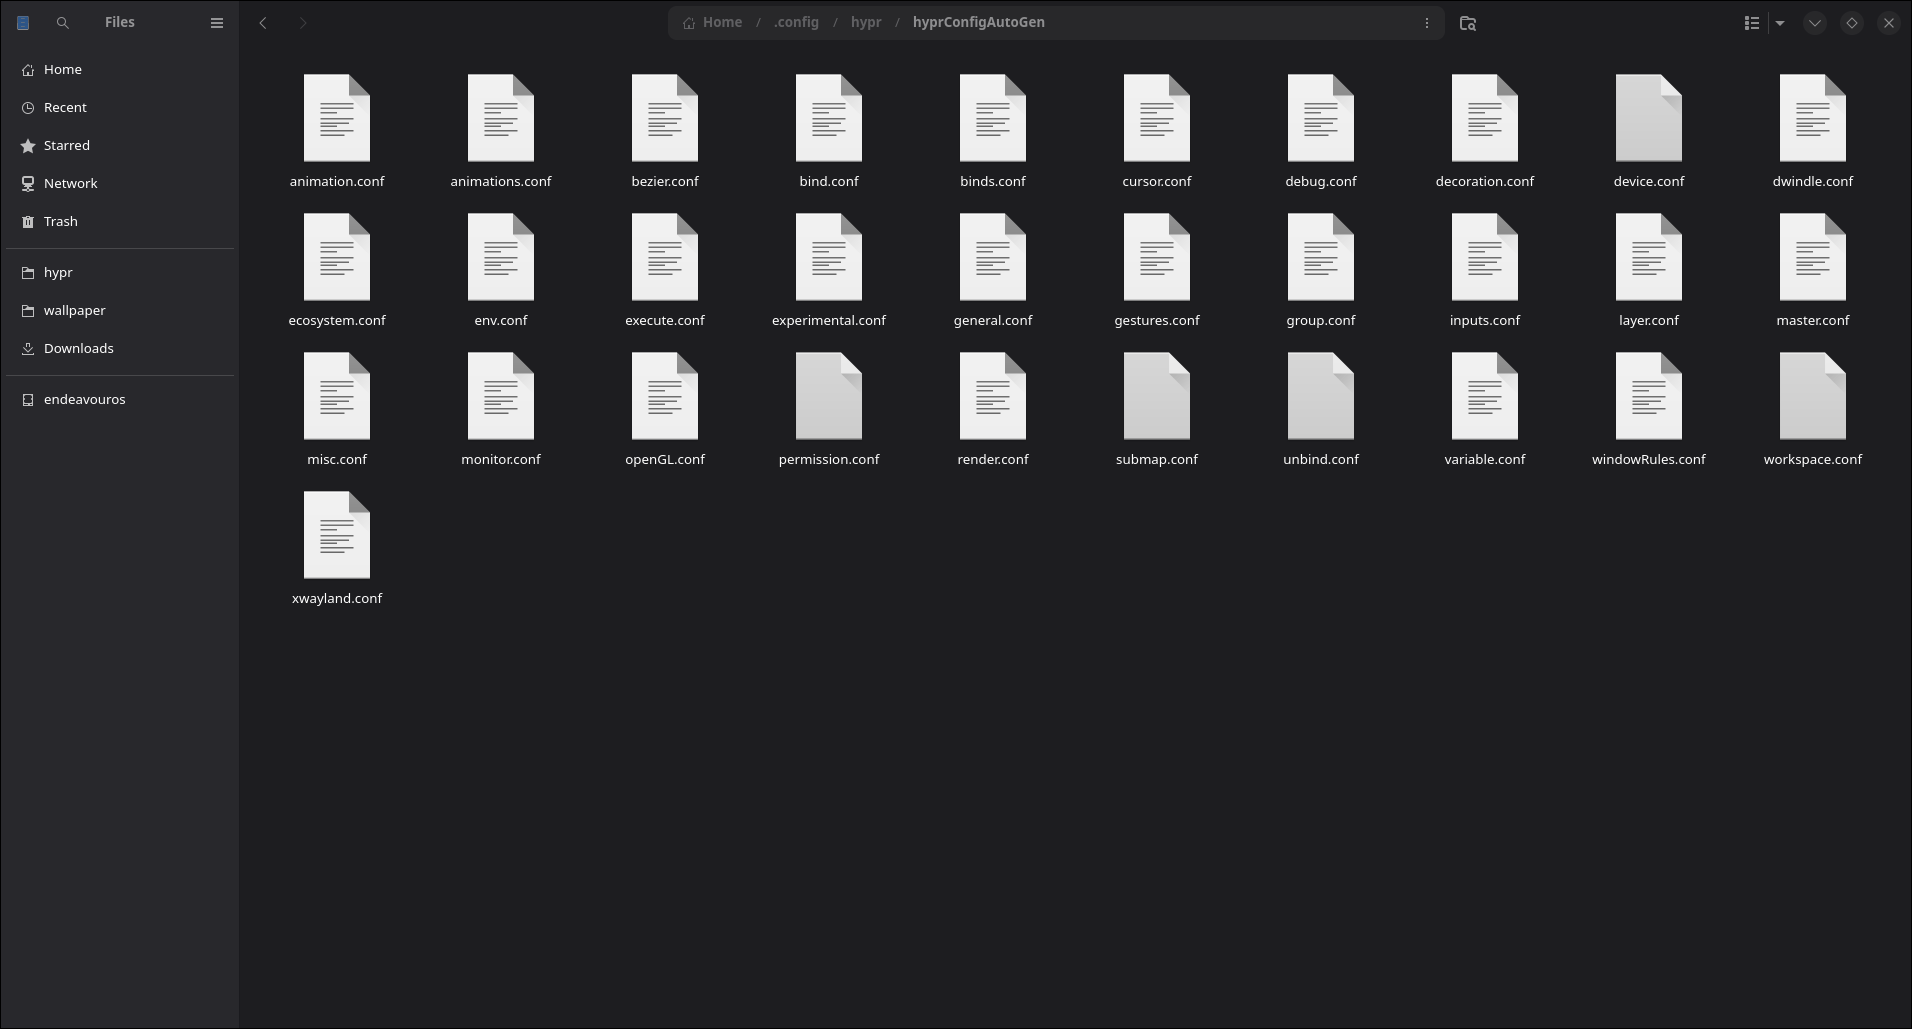 Files
Home / .config / hypr / hyprConfigAutoGen
Home
Recent
Starred
Network
Trash
hypr
wallpaper
Downloads
endeavouros
animation.conf animations.conf bezier.conf bind.conf binds.conf cursor.conf debug.conf decoration.conf device.conf dwindle.conf
ecosystem.conf env.conf execute.conf experimental.conf general.conf gestures.conf group.conf inputs.conf layer.conf master.conf
misc.conf monitor.conf openGL.conf permission.conf render.conf submap.conf unbind.conf variable.conf windowRules.conf workspace.conf
xwayland.conf